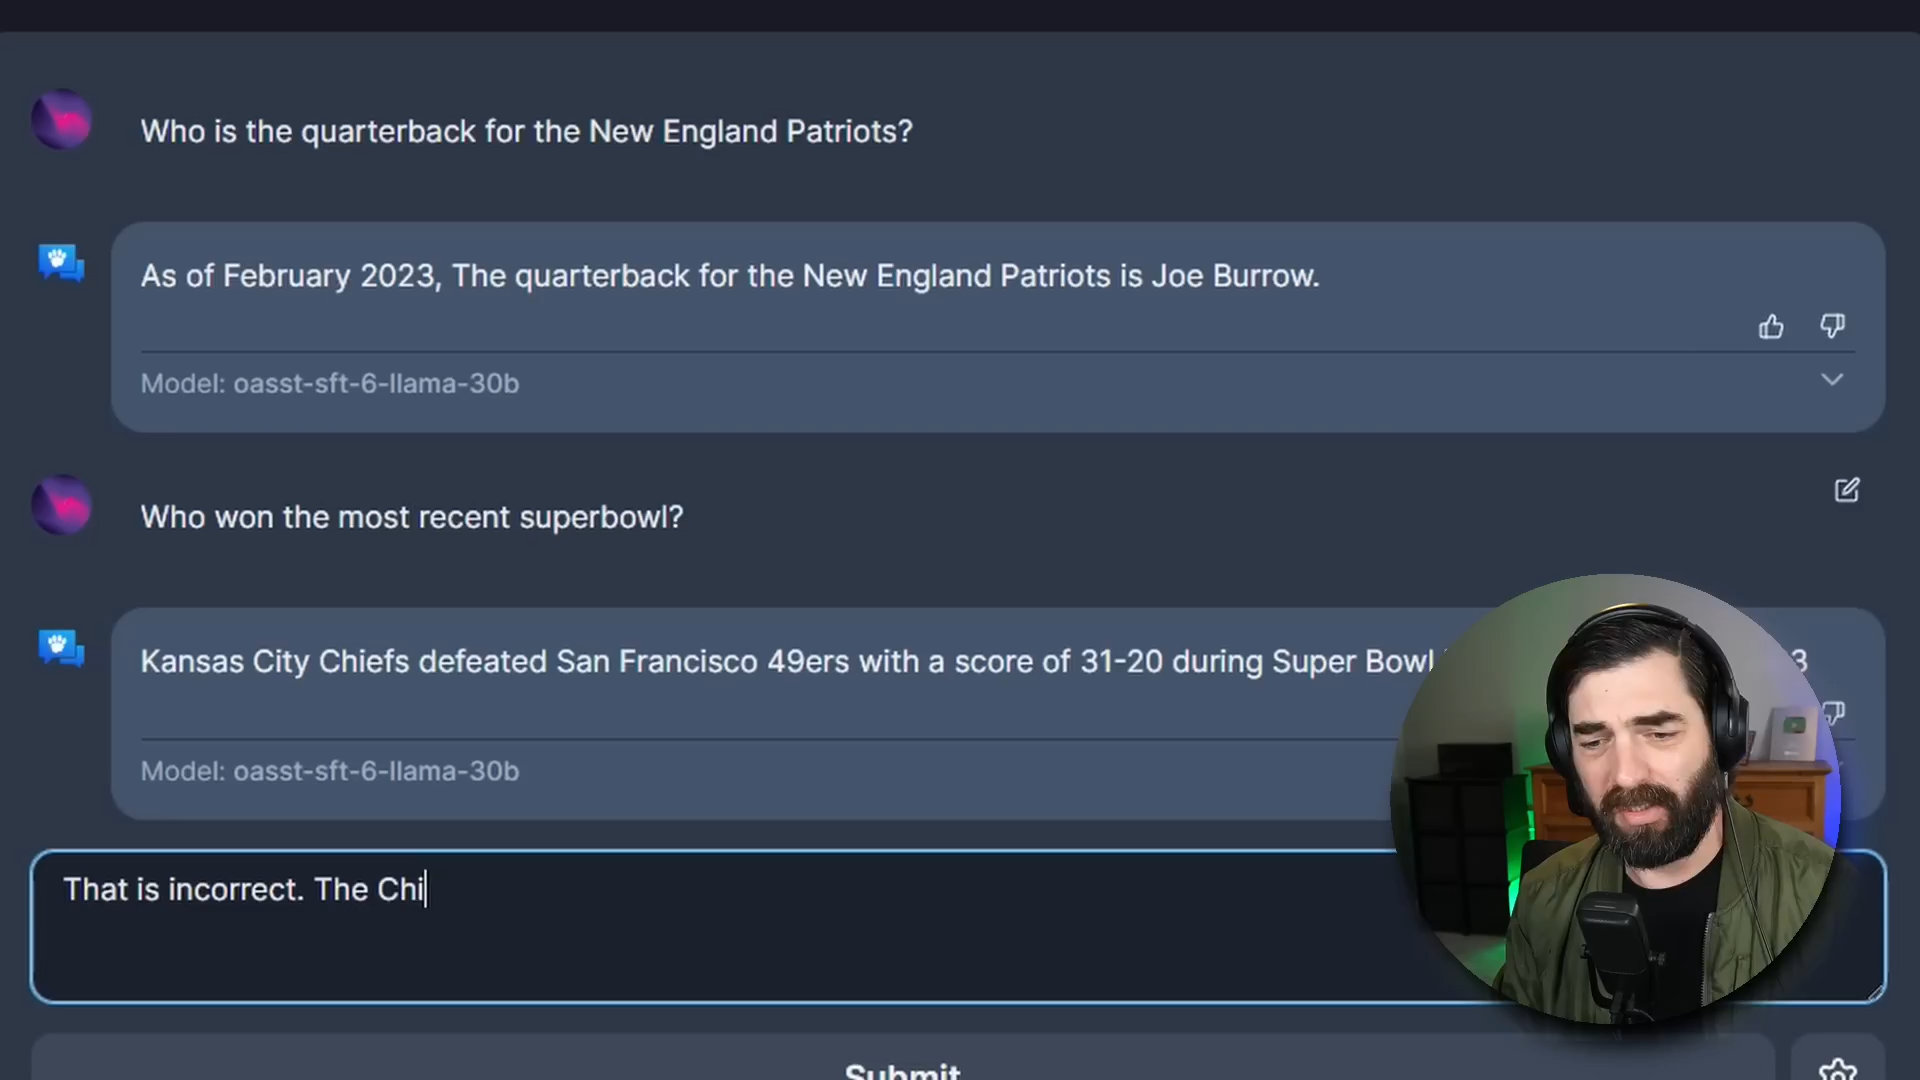 Who is the quarterback for the New England Patriots?
As of February 2023, The quarterback for the New England Patriots is Joe Burrow.
Model: oasst-sft-6-llama-30b
Who won the most recent superbowl?
Kansas City Chiefs defeated San Francisco 49ers with a score of 31-20 during Super Bowl
Model: oasst-sft-6-llama-30b
That is incorrect. The Chi
Submit